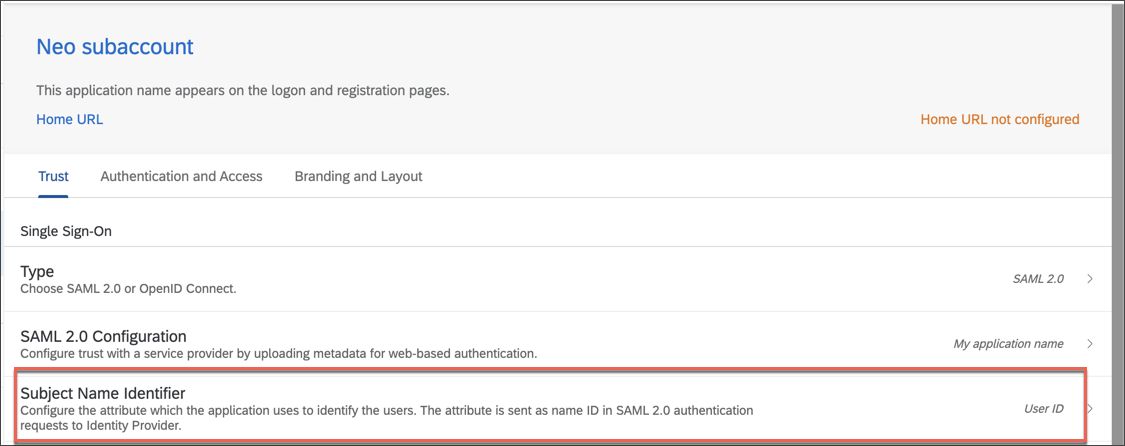 Neo subaccount
This application name appears on the logon and registration pages.
Home URL
Home URL not configured
Trust
Authentication and Access
Branding and Layout
Single Sign-On
Type
Choose SAML 2.0 or OpenID Connect.
SAML 2.0
SAML 2.0 Configuration
Configure trust with a service provider by uploading metadata for web-based authentication.
My application name
Subject Name Identifier
Configure the attribute which the application uses to identify the users. The attribute is sent as name ID in SAML 2.0 authentication
requests to Identity Provider.
User ID